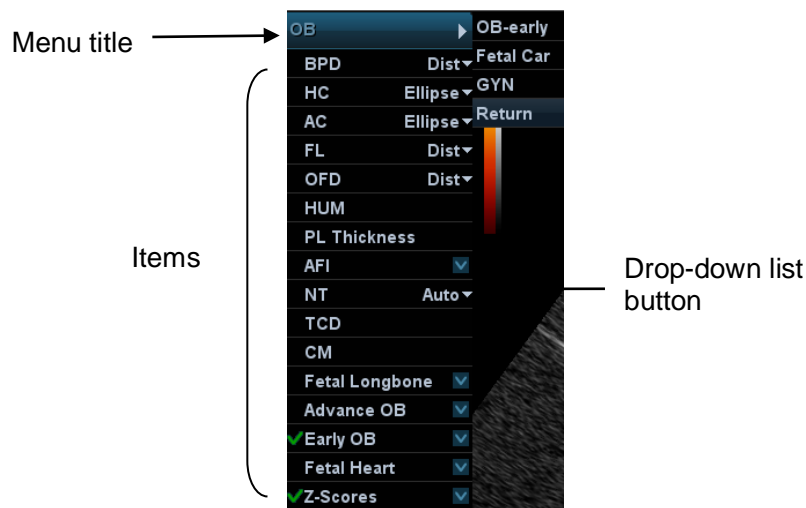 Menu title
OB
OB-early
BPD Dist
Fetal Car
HC Ellipse
GYN
AC Ellipse
Return
FL Dist
OFD Dist
HUM
PL Thickness
Items
AFI
Drop-down list
button
NT Auto
TCD
CM
Fetal Longbone
Advance OB
Early OB
Fetal Heart
Z-Scores